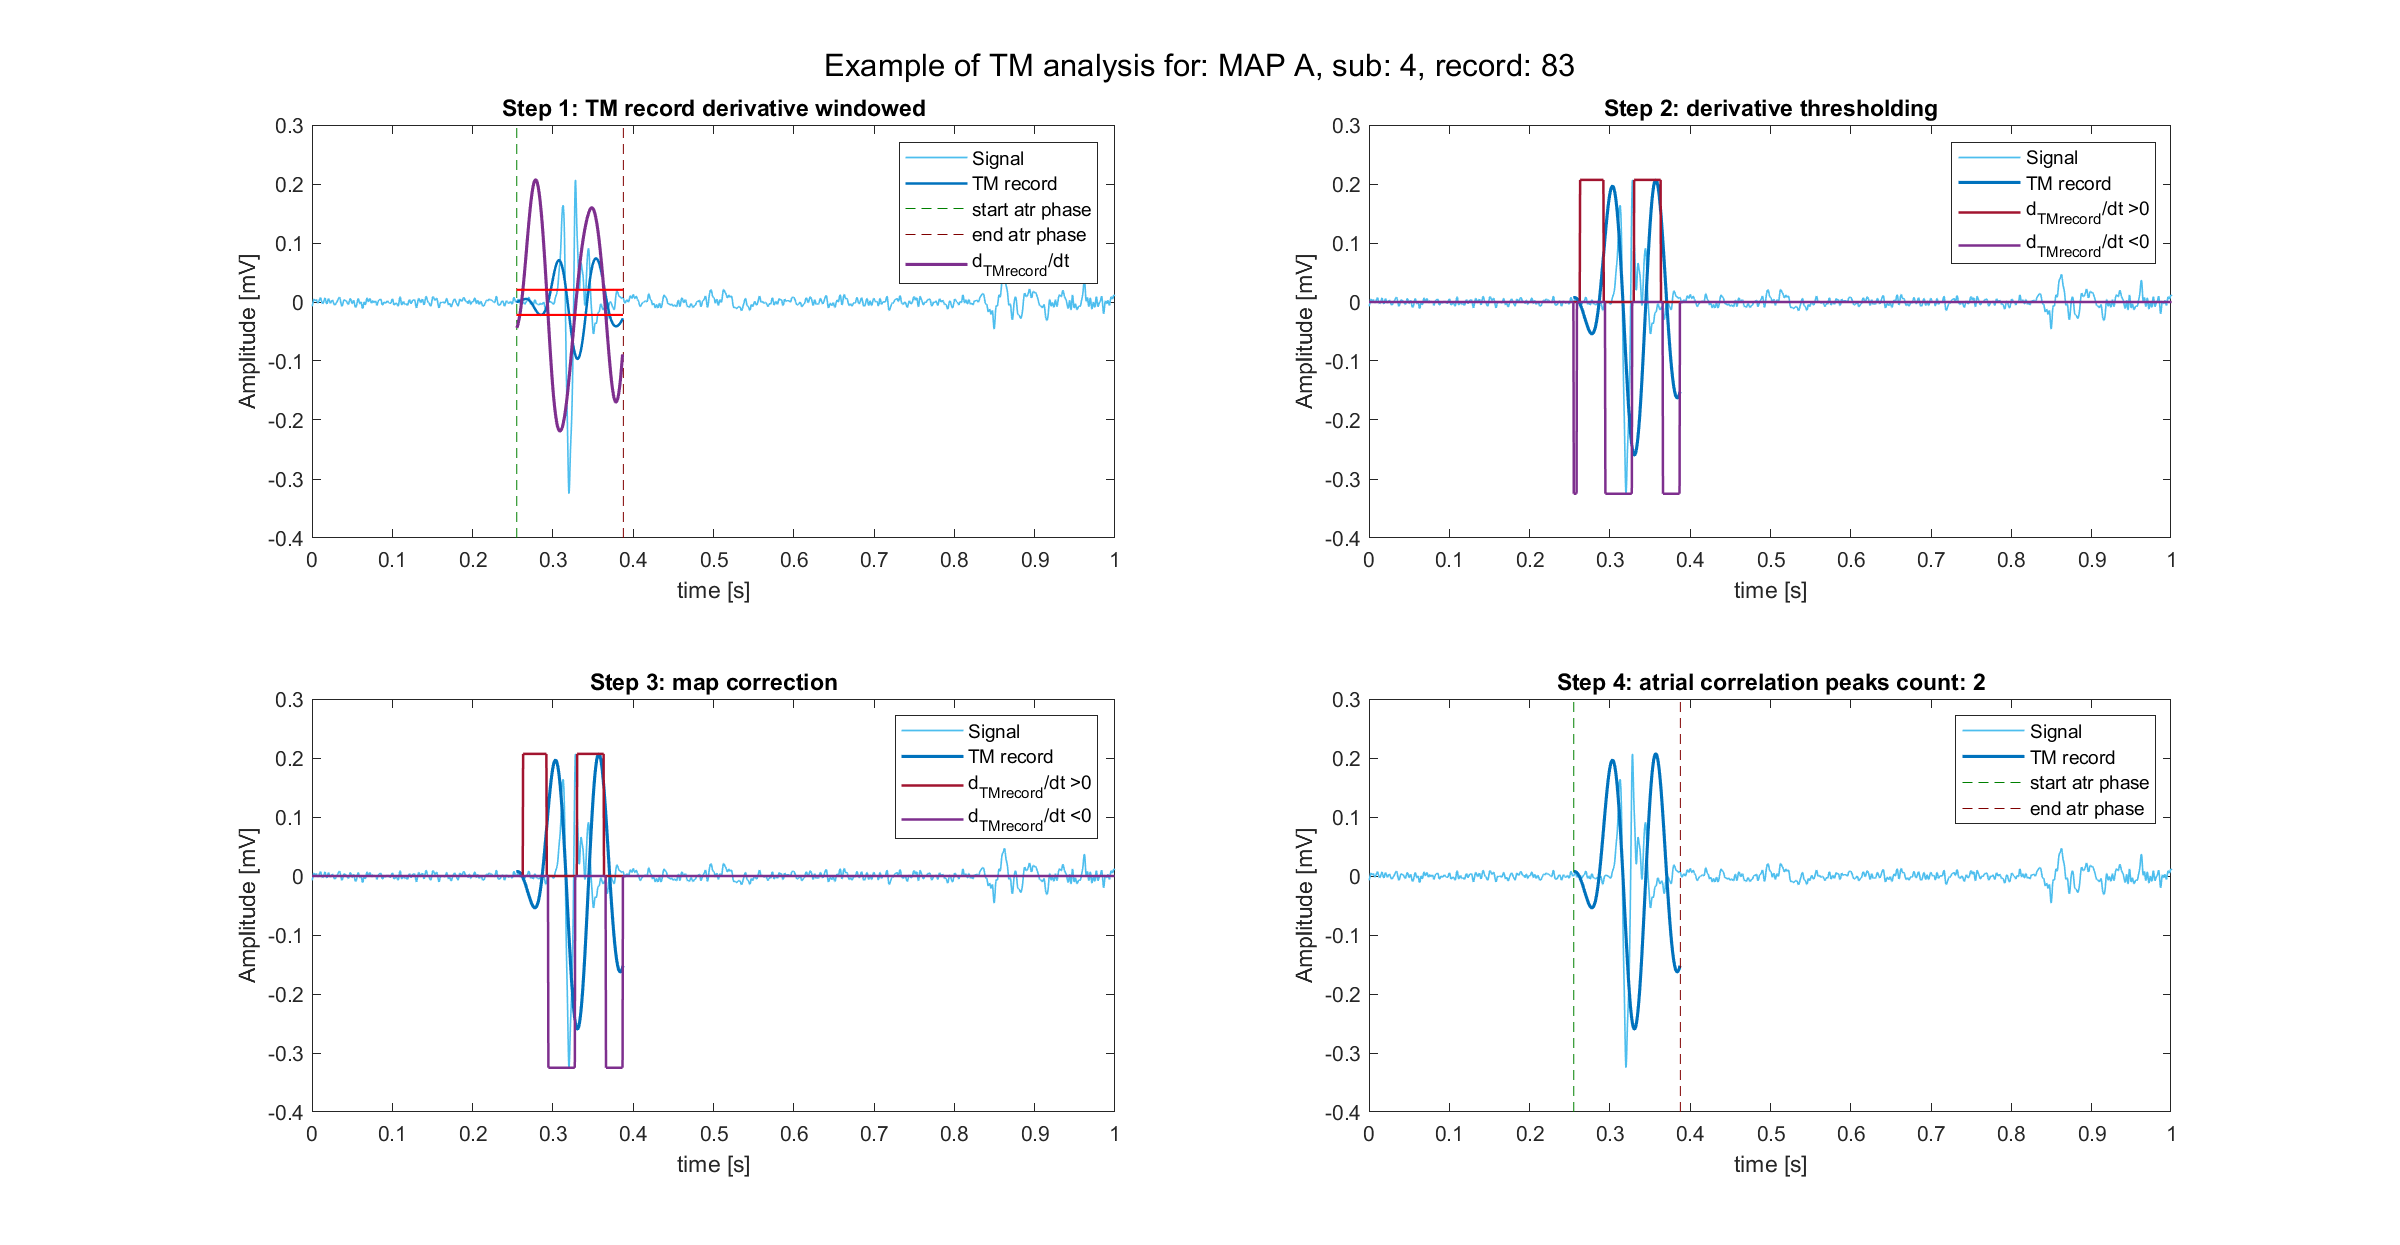 Example of TM analysis for: MAP A, sub: 4, record: 83
Step 1: TM record derivative windowed
0.3
0.2
0.1
0
-0.1
-0.2
-0.3
-0.4
Amplitude [mV]
0 0.1 0.2 0.3 0.4 0.5 0.6 0.7 0.8 0.9 1
time [s]
Signal
TM record
start atr phase
end atr phase
dTMrecord/dt
Step 2: derivative thresholding
0.3
0.2
0.1
0
-0.1
-0.2
-0.3
-0.4
Amplitude [mV]
0 0.1 0.2 0.3 0.4 0.5 0.6 0.7 0.8 0.9 1
time [s]
Signal
TM record
dTMrecord/dt >0
dTMrecord/dt <0
Step 3: map correction
0.3
0.2
0.1
0
-0.1
-0.2
-0.3
-0.4
Amplitude [mV]
0 0.1 0.2 0.3 0.4 0.5 0.6 0.7 0.8 0.9 1
time [s]
Signal
TM record
dTMrecord/dt >0
dTMrecord/dt <0
Step 4: atrial correlation peaks count: 2
0.3
0.2
0.1
0
-0.1
-0.2
-0.3
-0.4
Amplitude [mV]
0 0.1 0.2 0.3 0.4 0.5 0.6 0.7 0.8 0.9 1
time [s]
Signal
TM record
start atr phase
end atr phase